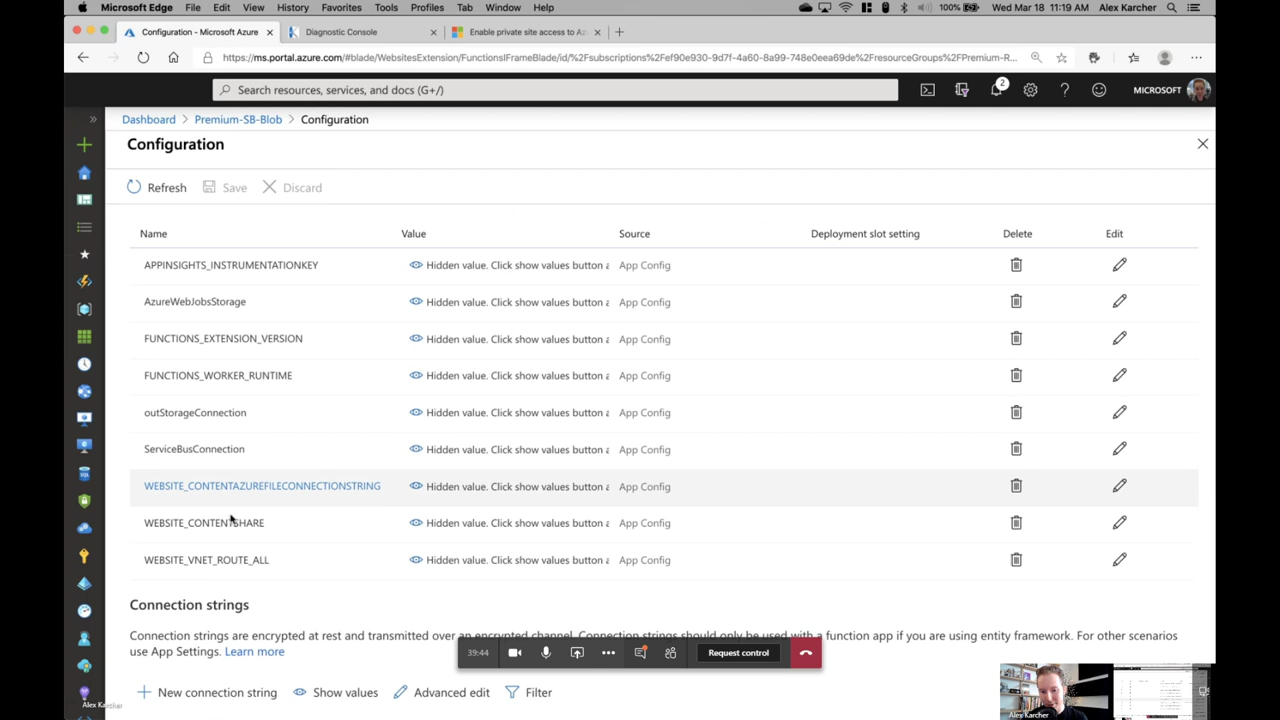 Microsoft Edge File Edit View History Favorites Tools Profiles Tab Window Help 100% Wed Mar 18 11:19 AM Alex Karcher
Configuration - Microsoft Azure Diagnostic Console Enable private site access to Az
https://ms.portal.azure.com/#blade/WebsitesExtension/FunctionsIFrameBlade/id/%2Fsubscriptions%2Fef90e930-9d7f-4a60-8a99-748e0eea69de%2FresourceGroups%2FPremium-R...
Search resources, services, and docs (G+/) 2 MICROSOFT
Dashboard > Premium-SB-Blob > Configuration
Configuration
Refresh Save Discard
Name Value Source Deployment slot setting Delete Edit
APPINSIGHTS_INSTRUMENTATIONKEY Hidden value. Click show values button a App Config
AzureWebJobsStorage Hidden value. Click show values button a App Config
FUNCTIONS_EXTENSION_VERSION Hidden value. Click show values button a App Config
FUNCTIONS_WORKER_RUNTIME Hidden value. Click show values button a App Config
outStorageConnection Hidden value. Click show values button a App Config
ServiceBusConnection Hidden value. Click show values button a App Config
WEBSITE_CONTENTAZUREFILECONNECTIONSTRING Hidden value. Click show values button a App Config
WEBSITE_CONTENTSHARE Hidden value. Click show values button a App Config
WEBSITE_VNET_ROUTE_ALL Hidden value. Click show values button a App Config
Connection strings
Connection strings are encrypted at rest and transmitted over an encrypted channel. Connection strings should only be used with a function app if you are using entity framework. For other scenarios
use App Settings. Learn more
39:44 Request control
New connection string Show values Advanced edit Filter
Alex Karcher
Alex Karcher